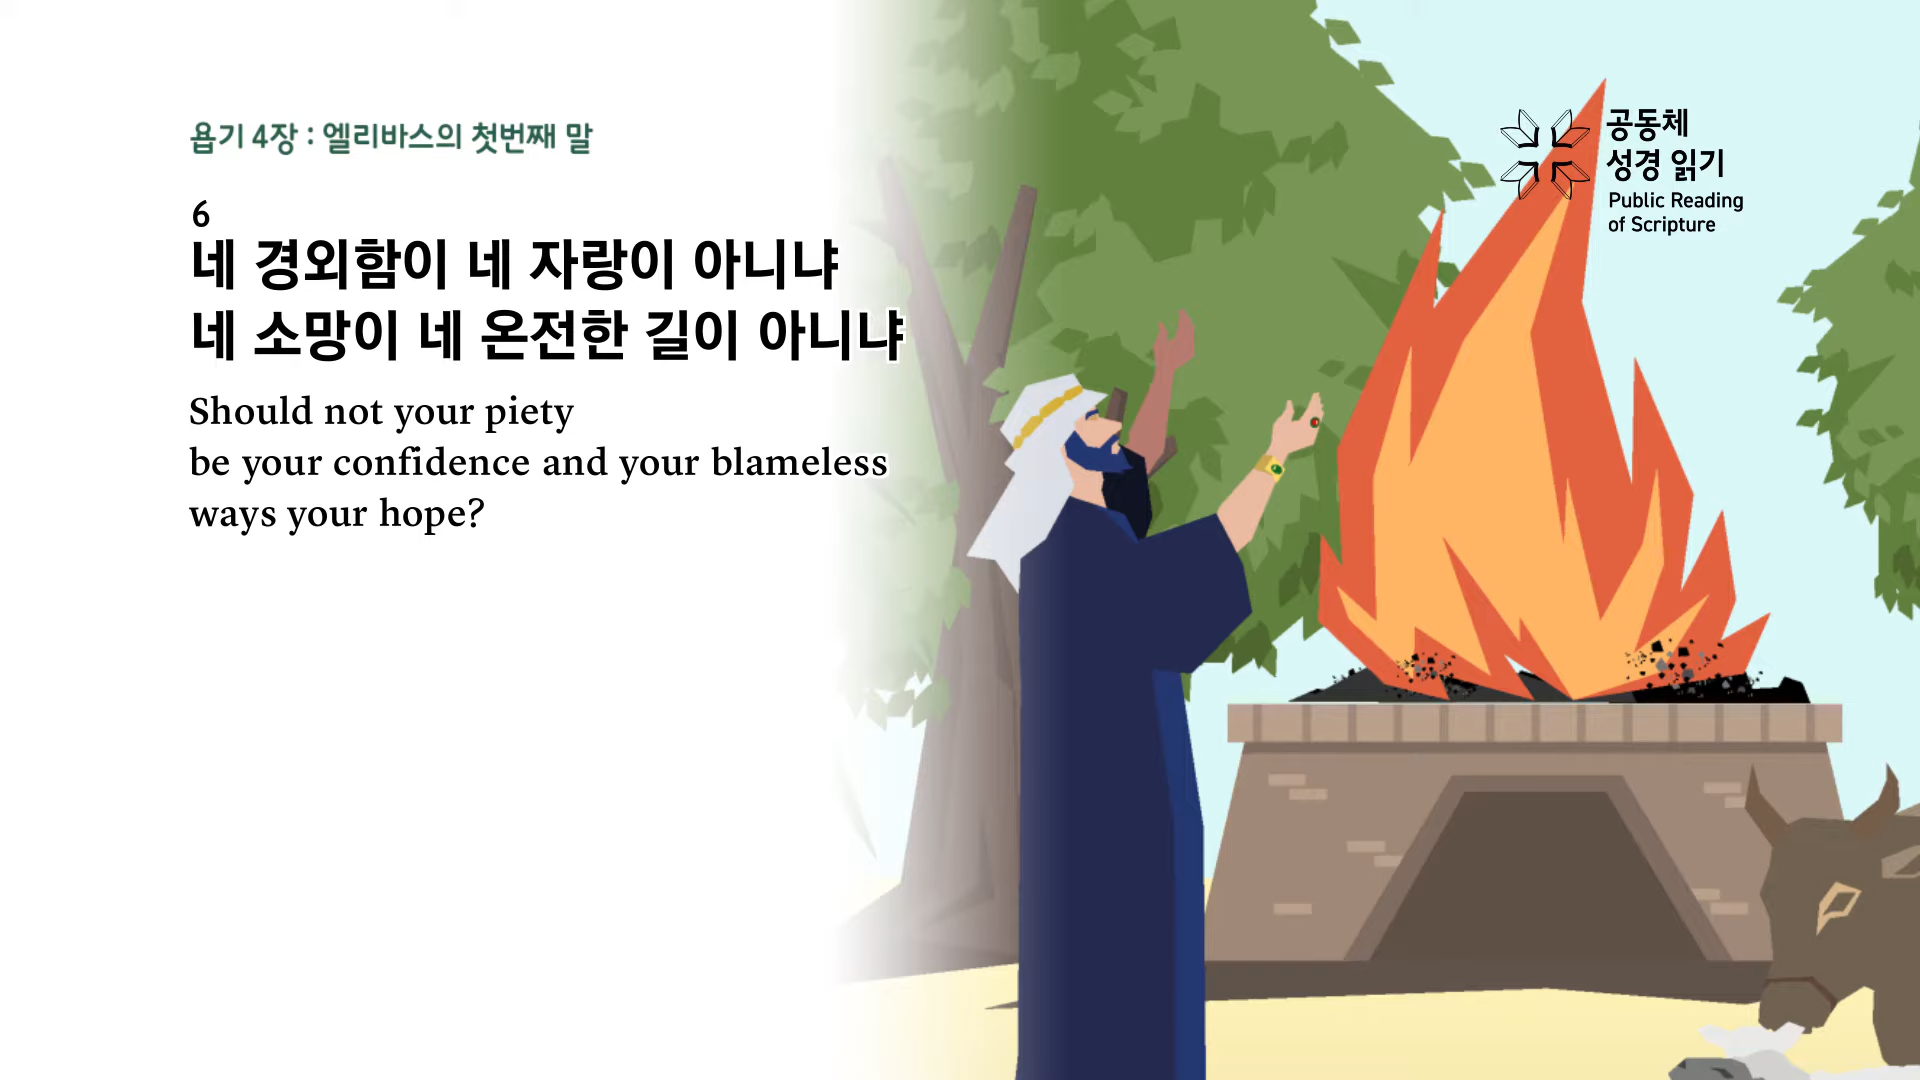 욥기 4장 : 엘리바스의 첫번째 말
6
네 경외함이 네 자랑이 아니냐
네 소망이 네 온전한 길이 아니냐
Should not your piety
be your confidence and your blameless
ways your hope?
공동체
성경 읽기
Public Reading
of Scripture